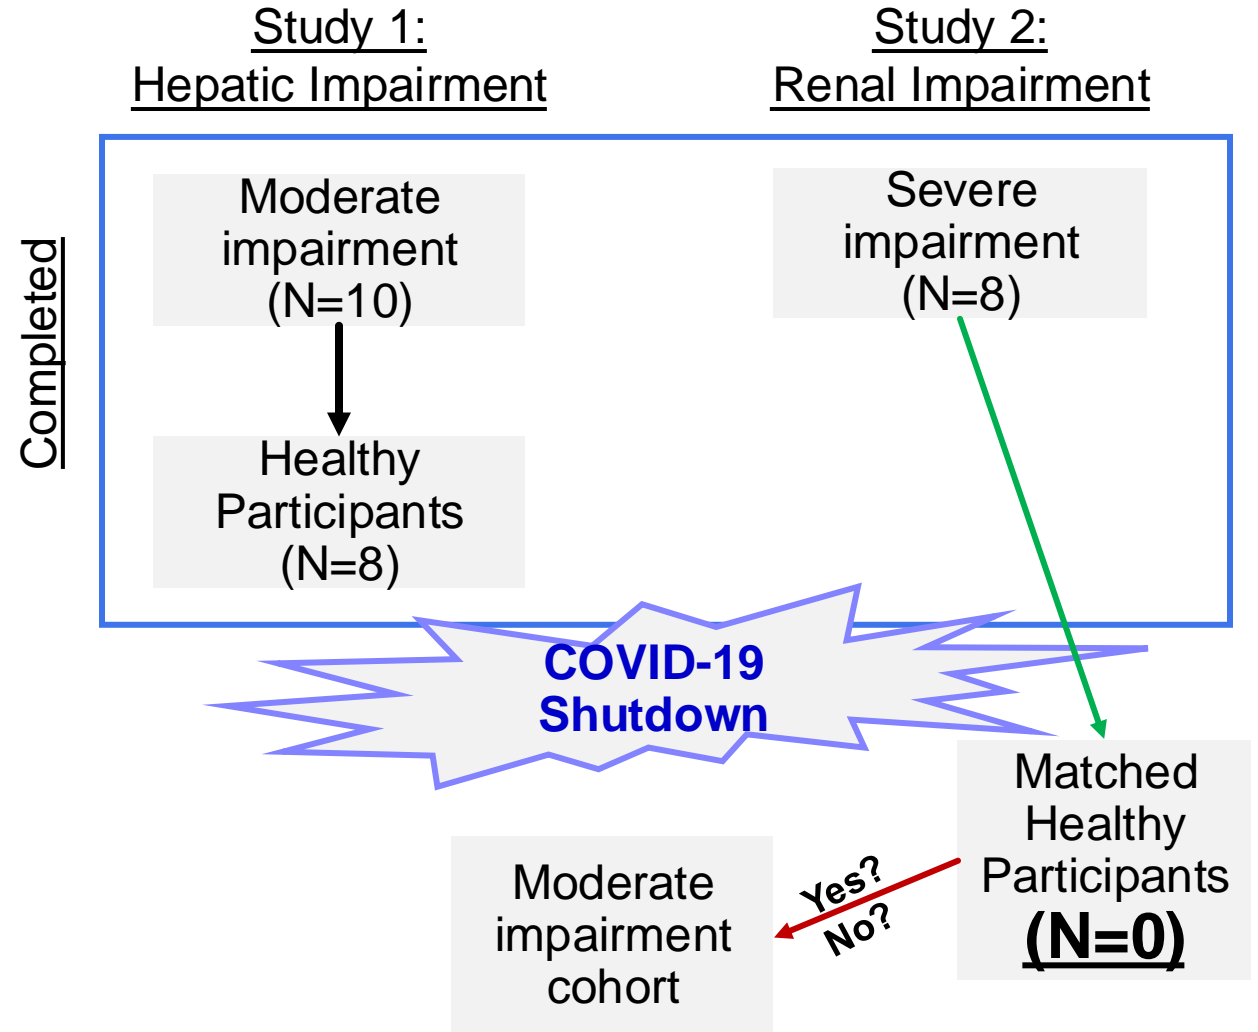 Study 1:
Hepatic Impairment
Study 2:
Renal Impairment
Completed
Moderate
impairment
(N=10)
Severe
impairment
(N=8)
Healthy
Participants
(N=8)
COVID-19
Shutdown
Matched
Healthy
Participants
(N=0)
Yes?
No?
Moderate
impairment
cohort